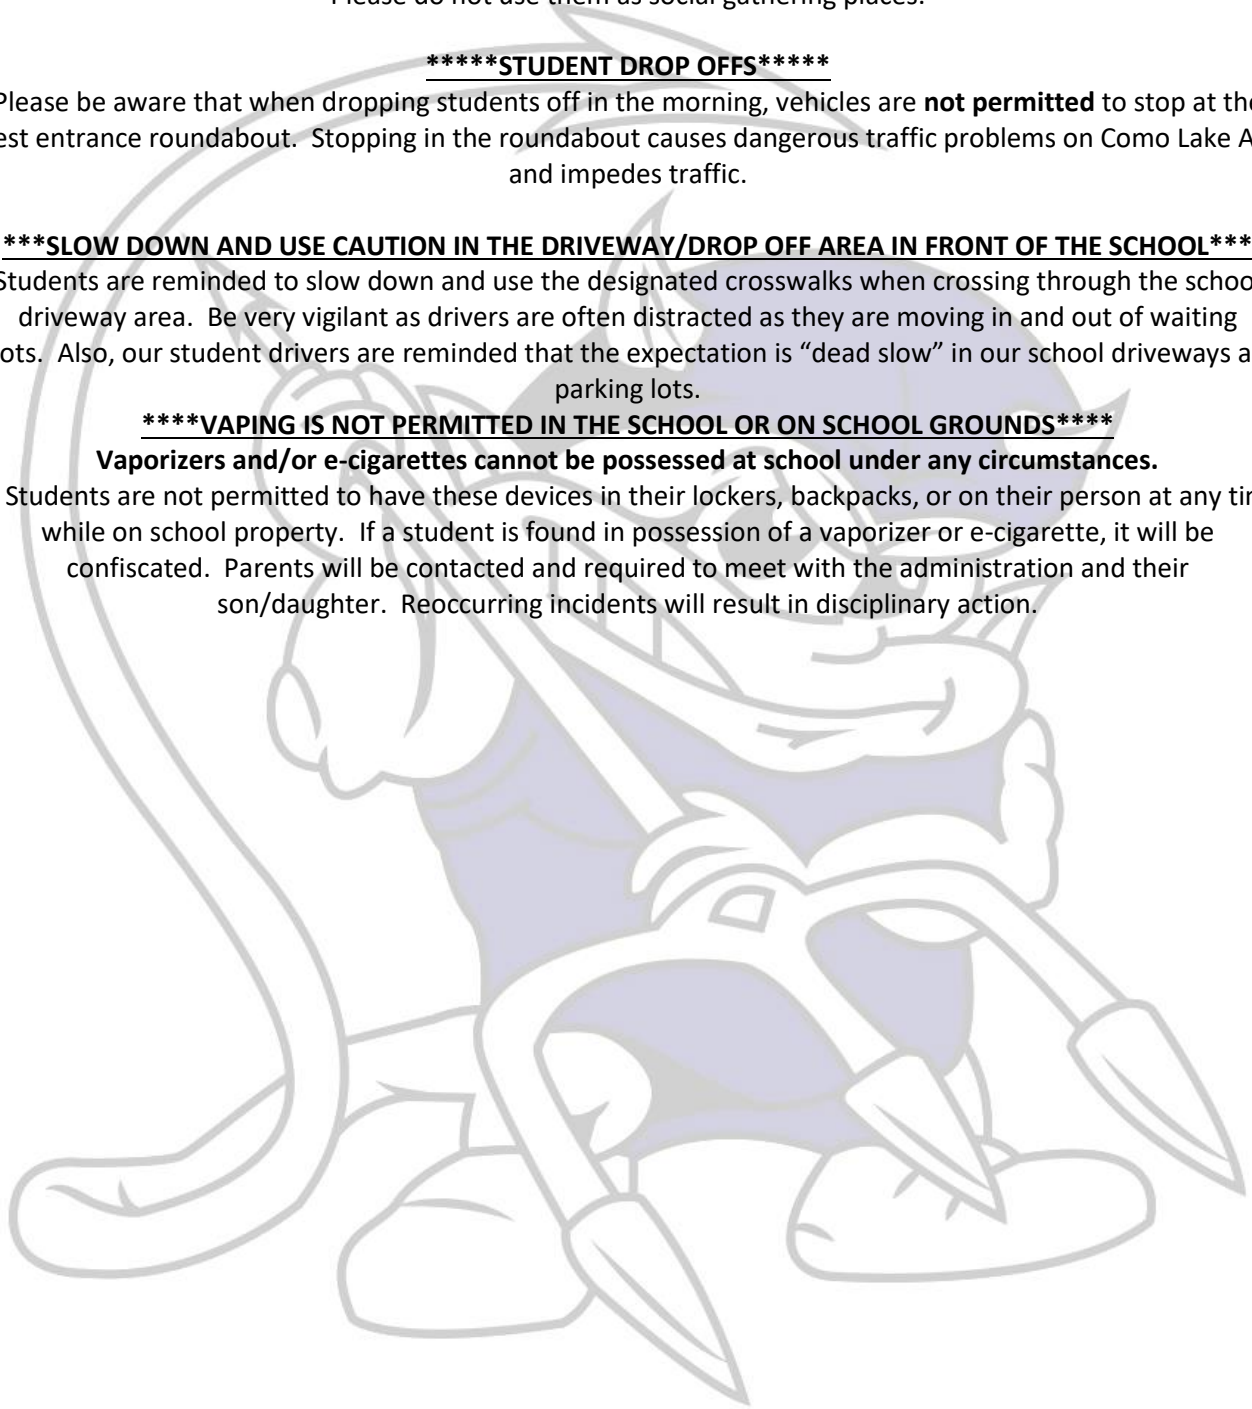 Please do not use them as social gathering places.
*****STUDENT DROP OFFS*****
Please be aware that when dropping students off in the morning, vehicles are not permitted to stop at the
est entrance roundabout.  Stopping in the roundabout causes dangerous traffic problems on Como Lake A
and impedes traffic.
***SLOW DOWN AND USE CAUTION IN THE DRIVEWAY/DROP OFF AREA IN FRONT OF THE SCHOOL***
Students are reminded to slow down and use the designated crosswalks when crossing through the schoo
driveway area.  Be very vigilant as drivers are often distracted as they are moving in and out of waiting
ots.  Also, our student drivers are reminded that the expectation is “dead slow” in our school driveways a
parking lots.
****VAPING IS NOT PERMITTED IN THE SCHOOL OR ON SCHOOL GROUNDS****
Vaporizers and/or e-cigarettes cannot be possessed at school under any circumstances.
Students are not permitted to have these devices in their lockers, backpacks, or on their person at any tir
while on school property.  If a student is found in possession of a vaporizer or e-cigarette, it will be
confiscated.  Parents will be contacted and required to meet with the administration and their
son/daughter.  Reoccurring incidents will result in disciplinary action.